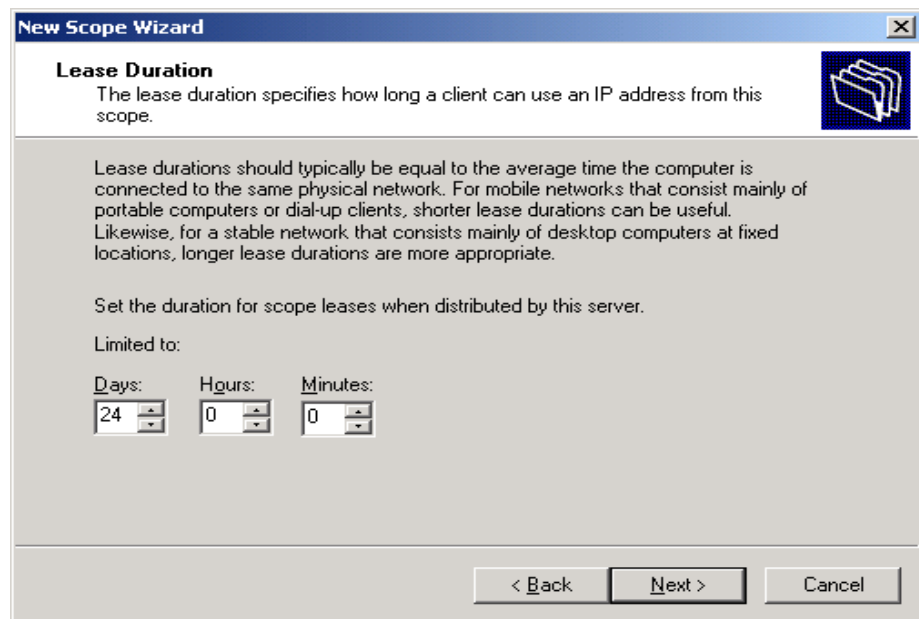 New Scope Wizard
Lease Duration
The lease duration specifies how long a client can use an IP address from this
scope.
Lease durations should typically be equal to the average time the computer is
connected to the same physical network. For mobile networks that consist mainly of
portable computers or dial-up clients, shorter lease durations can be useful.
Likewise, for a stable network that consists mainly of desktop computers at fixed
locations, longer lease durations are more appropriate.
Set the duration for scope leases when distributed by this server.
Limited to:
Days: Hours: Minutes:
24 0 0
< Back Next > Cancel